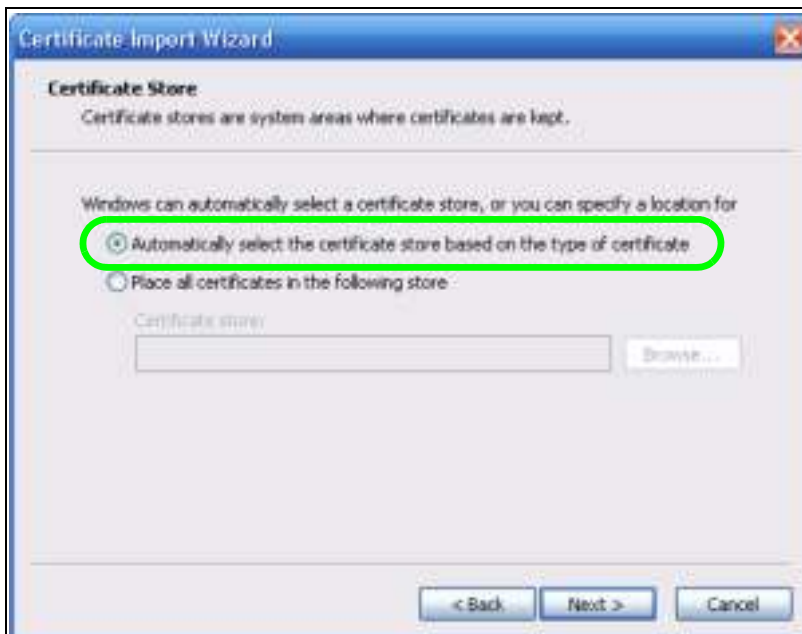 Certificate Import Wizard
Certificate Store
Certificate stores are system areas where certificates are kept.
Windows can automatically select a certificate store, or you can specify a location for
Automatically select the certificate store based on the type of certificate
Place all certificates in the following store
Certificate store:
Browse...
< Back
Next >
Cancel